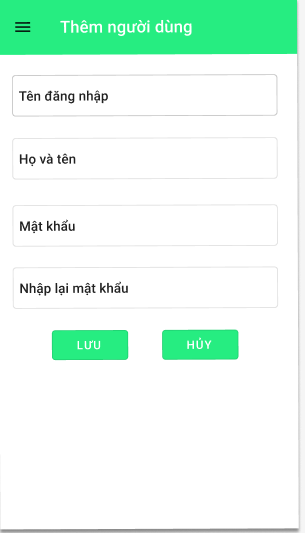 Thêm người dùng
Tên đăng nhập
Họ và tên
Mật khẩu
Nhập lại mật khẩu
LƯU
HỦY